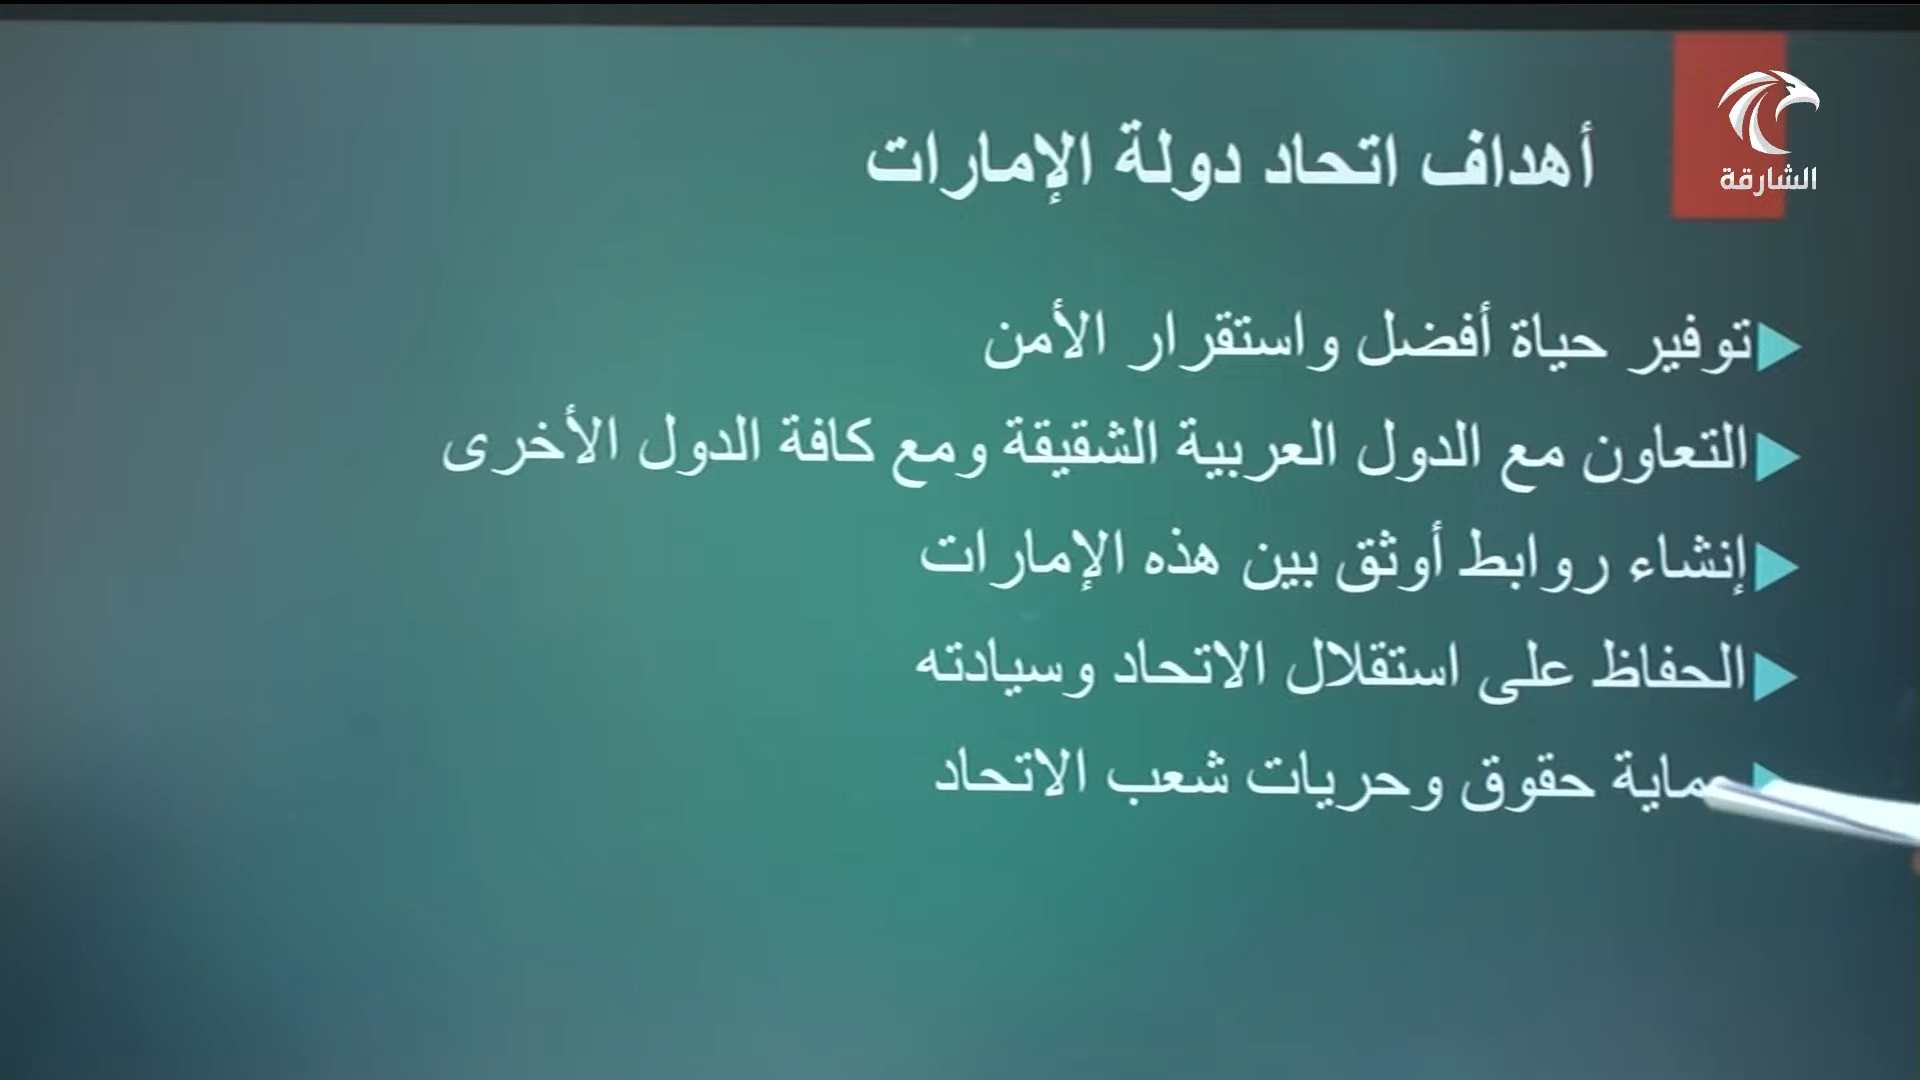 الشارقة
أهداف اتحاد دولة الإمارات
توفير حياة أفضل واستقرار الأمن
التعاون مع الدول العربية الشقيقة ومع كافة الدول الأخرى
إنشاء روابط أوثق بين هذه الإمارات
الحفاظ على استقلال الاتحاد وسيادته
حماية حقوق وحريات شعب الاتحاد